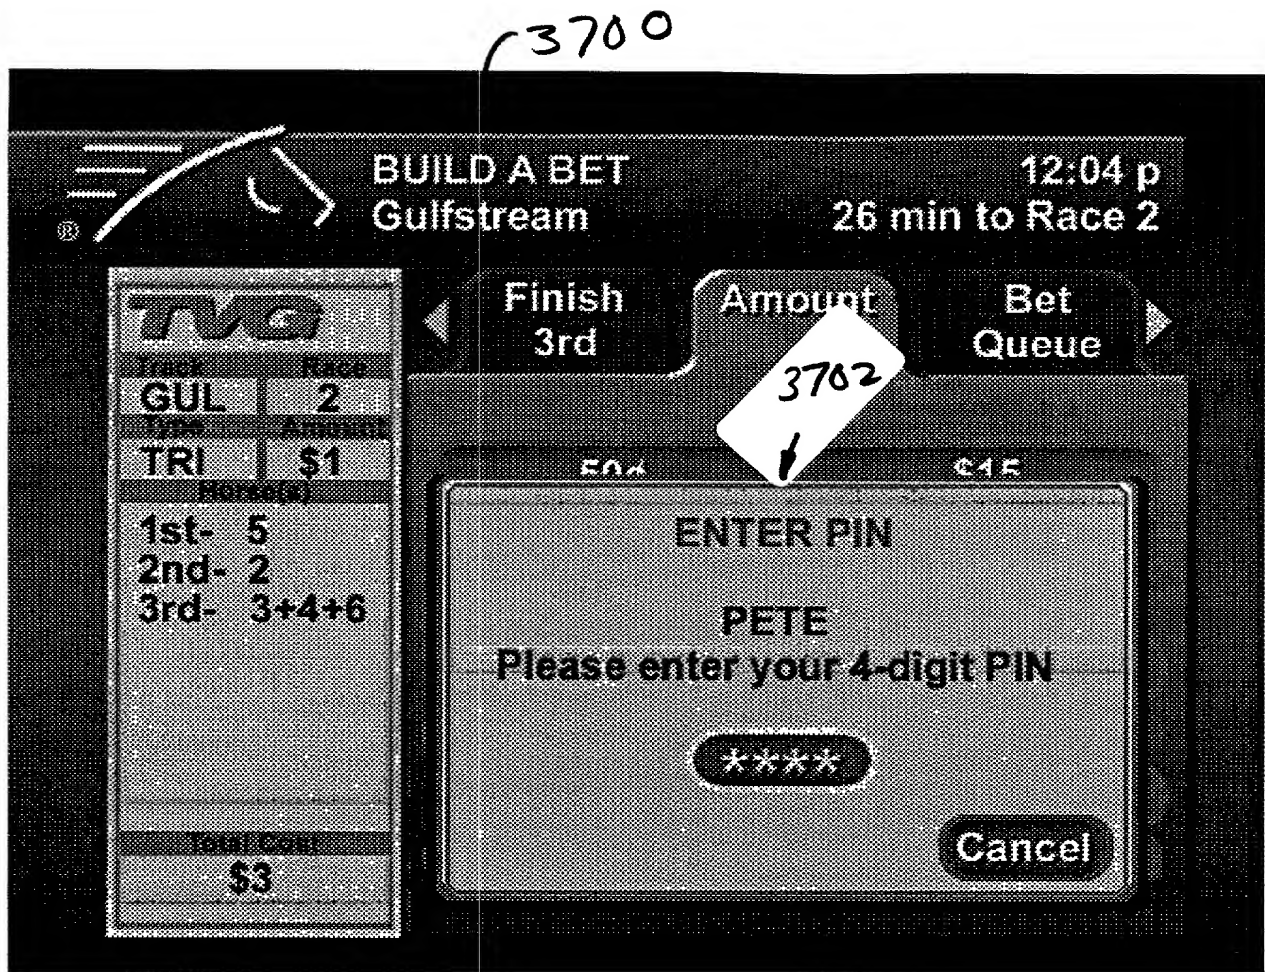 3700
BUILD A BET
12:04 p
Gulfstream
26 min to Race 2
®
TVG
Track Race
GUL 2
Type Amount
TRI $1
Horse(s)
1st- 5
2nd- 2
3rd- 3+4+6
Total Cost
$3
Finish
3rd
Amount
Bet
Queue
3702
50¢ $15
ENTER PIN
PETE
Please enter your 4-digit PIN
****
Cancel